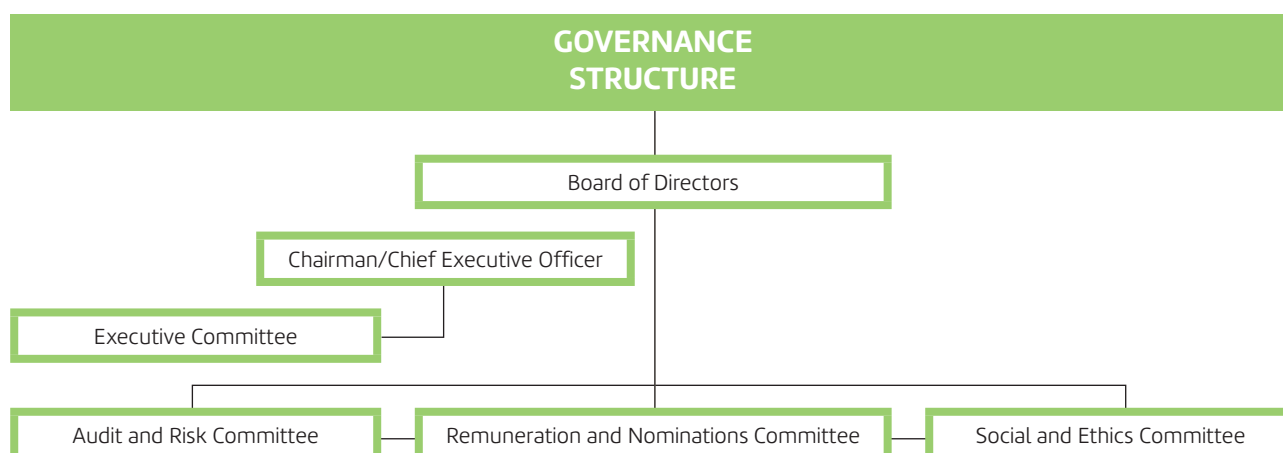 GOVERNANCE
STRUCTURE
Board of Directors
Chairman/Chief Executive Officer
Executive Committee
Audit and Risk Committee
Remuneration and Nominations Committee
Social and Ethics Committee